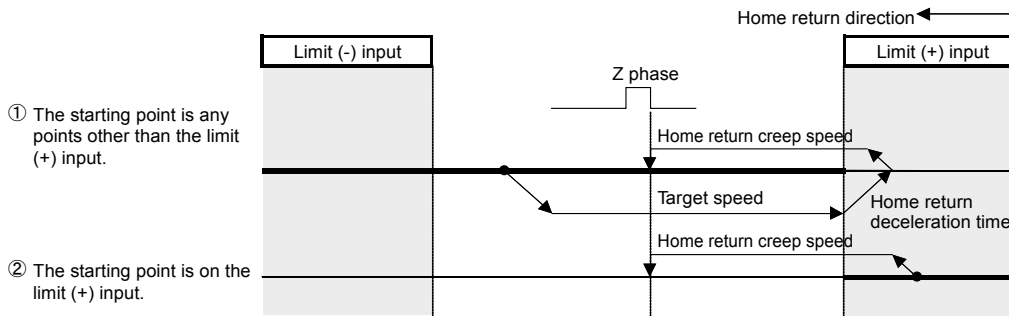 Home return direction
Limit (-) input
Limit (+) input
Z phase
① The starting point is any
points other than the limit
(+) input.
Home return creep speed
Target speed
Home return
deceleration time
Home return creep speed
② The starting point is on the
limit (+) input.